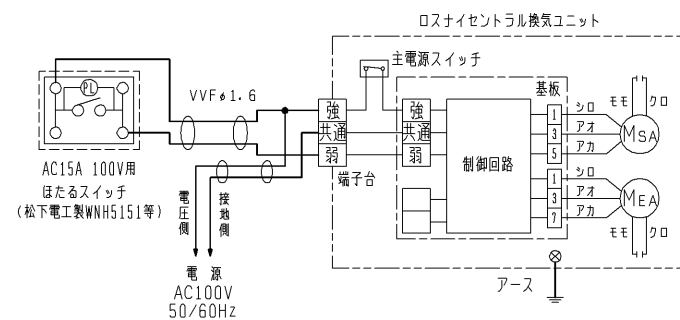 ロスナイセントラル換気ユニット
主電源スイッチ
基板
PL
VVFφ1.6
強
共通
弱
端子台
強
共通
弱
制御回路
1
3
5
1
3
7
シロ
アオ
アカ
シロ
アオ
アカ
モモ
クロ
MSA
MEA
モモ
クロ
AC15A 100V用
ほたるスイッチ
(松下電工製WNH5151等)
電圧側
接地側
電源
AC100V
50/60Hz
アース